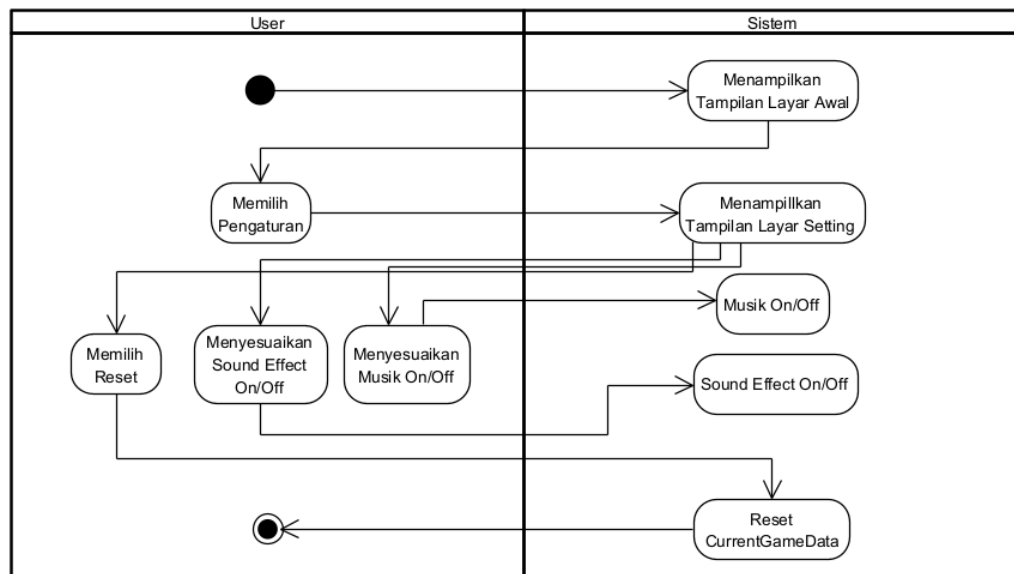 User
Sistem
Menampilkan
Tampilan Layar Awal
Memilih
Pengaturan
Menampillkan
Tampilan Layar Setting
Musik On/Off
Memilih
Reset
Menyesuaikan
Sound Effect
On/Off
Menyesuaikan
Musik On/Off
Sound Effect On/Off
Reset
CurrentGameData